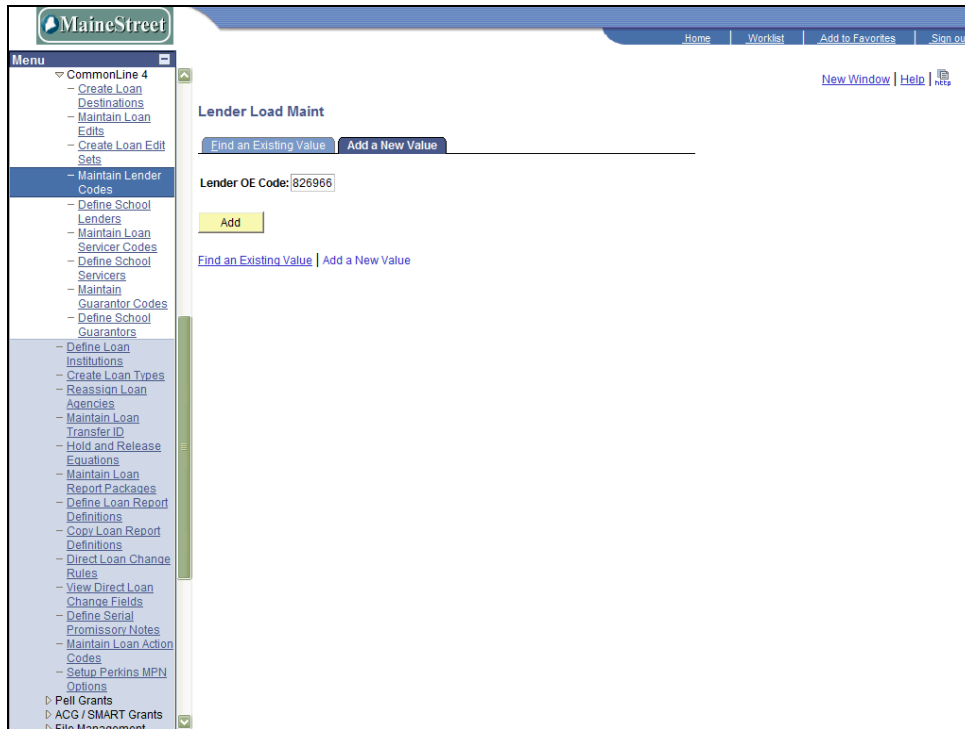 MaineStreet
Home | Worklist | Add to Favorites | Sign ou
Menu
CommonLine 4
– Create Loan
Destinations
– Maintain Loan
Edits
– Create Loan Edit
Sets
– Maintain Lender
Codes
– Define School
Lenders
– Maintain Loan
Servicer Codes
– Define School
Servicers
– Maintain
Guarantor Codes
– Define School
Guarantors
– Define Loan
Institutions
– Create Loan Types
– Reassign Loan
Agencies
– Maintain Loan
Transfer ID
– Hold and Release
Equations
– Maintain Loan
Report Packages
– Define Loan Report
Definitions
– Copy Loan Report
Definitions
– Direct Loan Change
Rules
– View Direct Loan
Change Fields
– Define Serial
Promissory Notes
– Maintain Loan Action
Codes
– Setup Perkins MPN
Options
Pell Grants
ACG / SMART Grants
File Management
New Window | Help | http
Lender Load Maint
Find an Existing Value
Add a New Value
Lender OE Code: 826966
Add
Find an Existing Value | Add a New Value